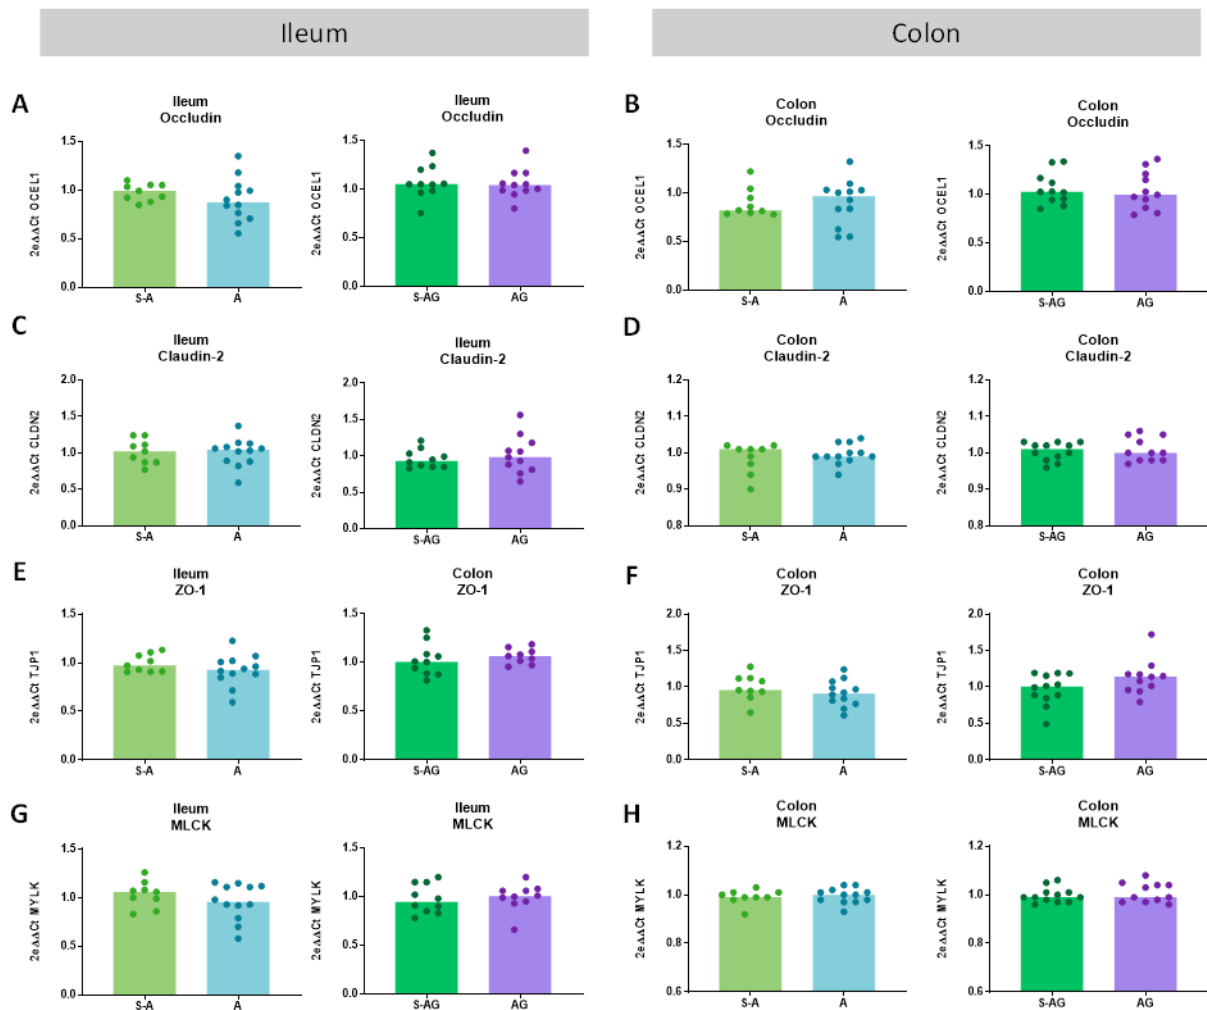 Ileum
Colon
A
Ileum
Occludin
2eΔΔCt OCEL1
1.5
1.0
0.5
0.0
S-A
A
Ileum
Occludin
2eΔΔCt OCEL1
1.5
1.0
0.5
0.0
S-AG
AG
B
Colon
Occludin
2eΔΔCt OCEL1
1.5
1.0
0.5
0.0
S-A
A
Colon
Occludin
2eΔΔCt OCEL1
1.5
1.0
0.5
0.0
S-AG
AG
C
Ileum
Claudin-2
2eΔΔCt CLDN2
2.0
1.5
1.0
0.5
0.0
S-A
A
Ileum
Claudin-2
2eΔΔCt CLDN2
2.0
1.5
1.0
0.5
0.0
S-AG
AG
D
Colon
Claudin-2
2eΔΔCt CLDN2
1.2
1.1
1.0
0.9
0.8
S-A
A
Colon
Claudin-2
2eΔΔCt CLDN2
1.2
1.1
1.0
0.9
0.8
S-AG
AG
E
Ileum
ZO-1
2eΔΔCt TJP1
1.5
1.0
0.5
0.0
S-A
A
Colon
ZO-1
2eΔΔCt TJP1
1.5
1.0
0.5
0.0
S-AG
AG
F
Colon
ZO-1
2eΔΔCt TJP1
2.0
1.5
1.0
0.5
0.0
S-A
A
Colon
ZO-1
2eΔΔCt TJP1
2.0
1.5
1.0
0.5
0.0
S-AG
AG
G
Ileum
MLCK
2eΔΔCt MYLK
1.5
1.0
0.5
0.0
S-A
A
Ileum
MLCK
2eΔΔCt MYLK
1.5
1.0
0.5
0.0
S-AG
AG
H
Colon
MLCK
2eΔΔCt MYLK
1.2
1.0
0.8
0.6
S-A
A
Colon
MLCK
2eΔΔCt MYLK
1.2
1.0
0.8
0.6
S-AG
AG